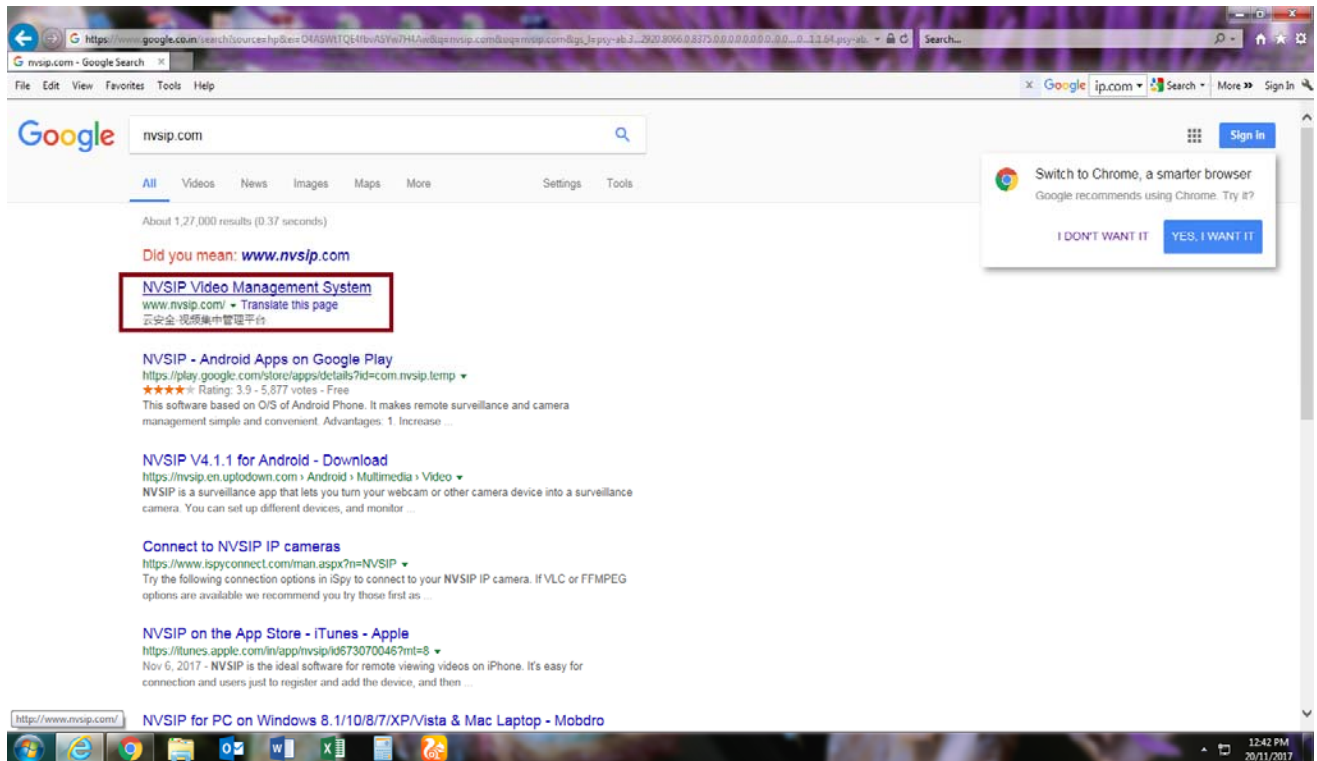 G nvsip.com - Google Search ×
File Edit View Favorites Tools Help
Search...
× Google ip.com Search More » Sign In
Google nvsip.com
Sign in
All Videos News Images Maps More Settings Tools
Switch to Chrome, a smarter browser
Google recommends using Chrome. Try it?
I DON'T WANT IT YES, I WANT IT
About 1,27,000 results (0.37 seconds)
Did you mean: www.nvsip.com
NVSIP Video Management System
www.nvsip.com/ Translate this page
云安全-视频集中管理平台
NVSIP - Android Apps on Google Play
https://play.google.com/store/apps/details?id=com.nvsip.temp
Rating: 3.9 - 5,877 votes - Free
This software based on O/S of Android Phone. It makes remote surveillance and camera
management simple and convenient. Advantages: 1. Increase ...
NVSIP V4.1.1 for Android - Download
https://nvsip.en.uptodown.com › Android › Multimedia › Video
NVSIP is a surveillance app that lets you turn your webcam or other camera device into a surveillance
camera. You can set up different devices, and monitor ...
Connect to NVSIP IP cameras
https://www.ispyconnect.com/man.aspx?n=NVSIP
Try the following connection options in iSpy to connect to your NVSIP IP camera. If VLC or FFMPEG
options are available we recommend you try those first as ...
NVSIP on the App Store - iTunes - Apple
https://itunes.apple.com/in/app/nvsip/id673070046?mt=8
Nov 6, 2017 - NVSIP is the ideal software for remote viewing videos on iPhone. It's easy for
connection and users just to register and add the device, and then ...
NVSIP for PC on Windows 8.1/10/8/7/XP/Vista & Mac Laptop - Mobdro
http://www.nvsip.com/
12:42 PM
20/11/2017